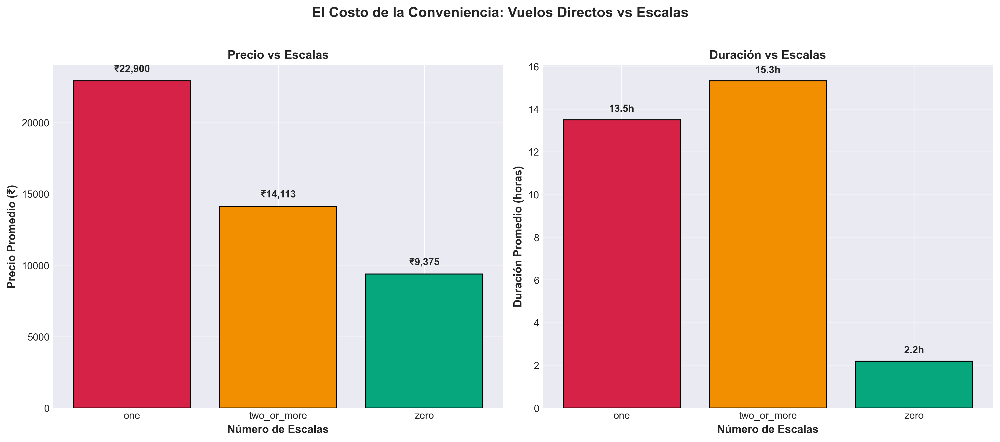 El Costo de la Conveniencia: Vuelos Directos vs Escalas
Precio vs Escalas
Precio Promedio (₹)
20000
15000
10000
5000
0
₹22,900
₹14,113
₹9,375
one
two_or_more
zero
Número de Escalas
Duración vs Escalas
Duración Promedio (horas)
16
14
12
10
8
6
4
2
0
13.5h
15.3h
2.2h
one
two_or_more
zero
Número de Escalas